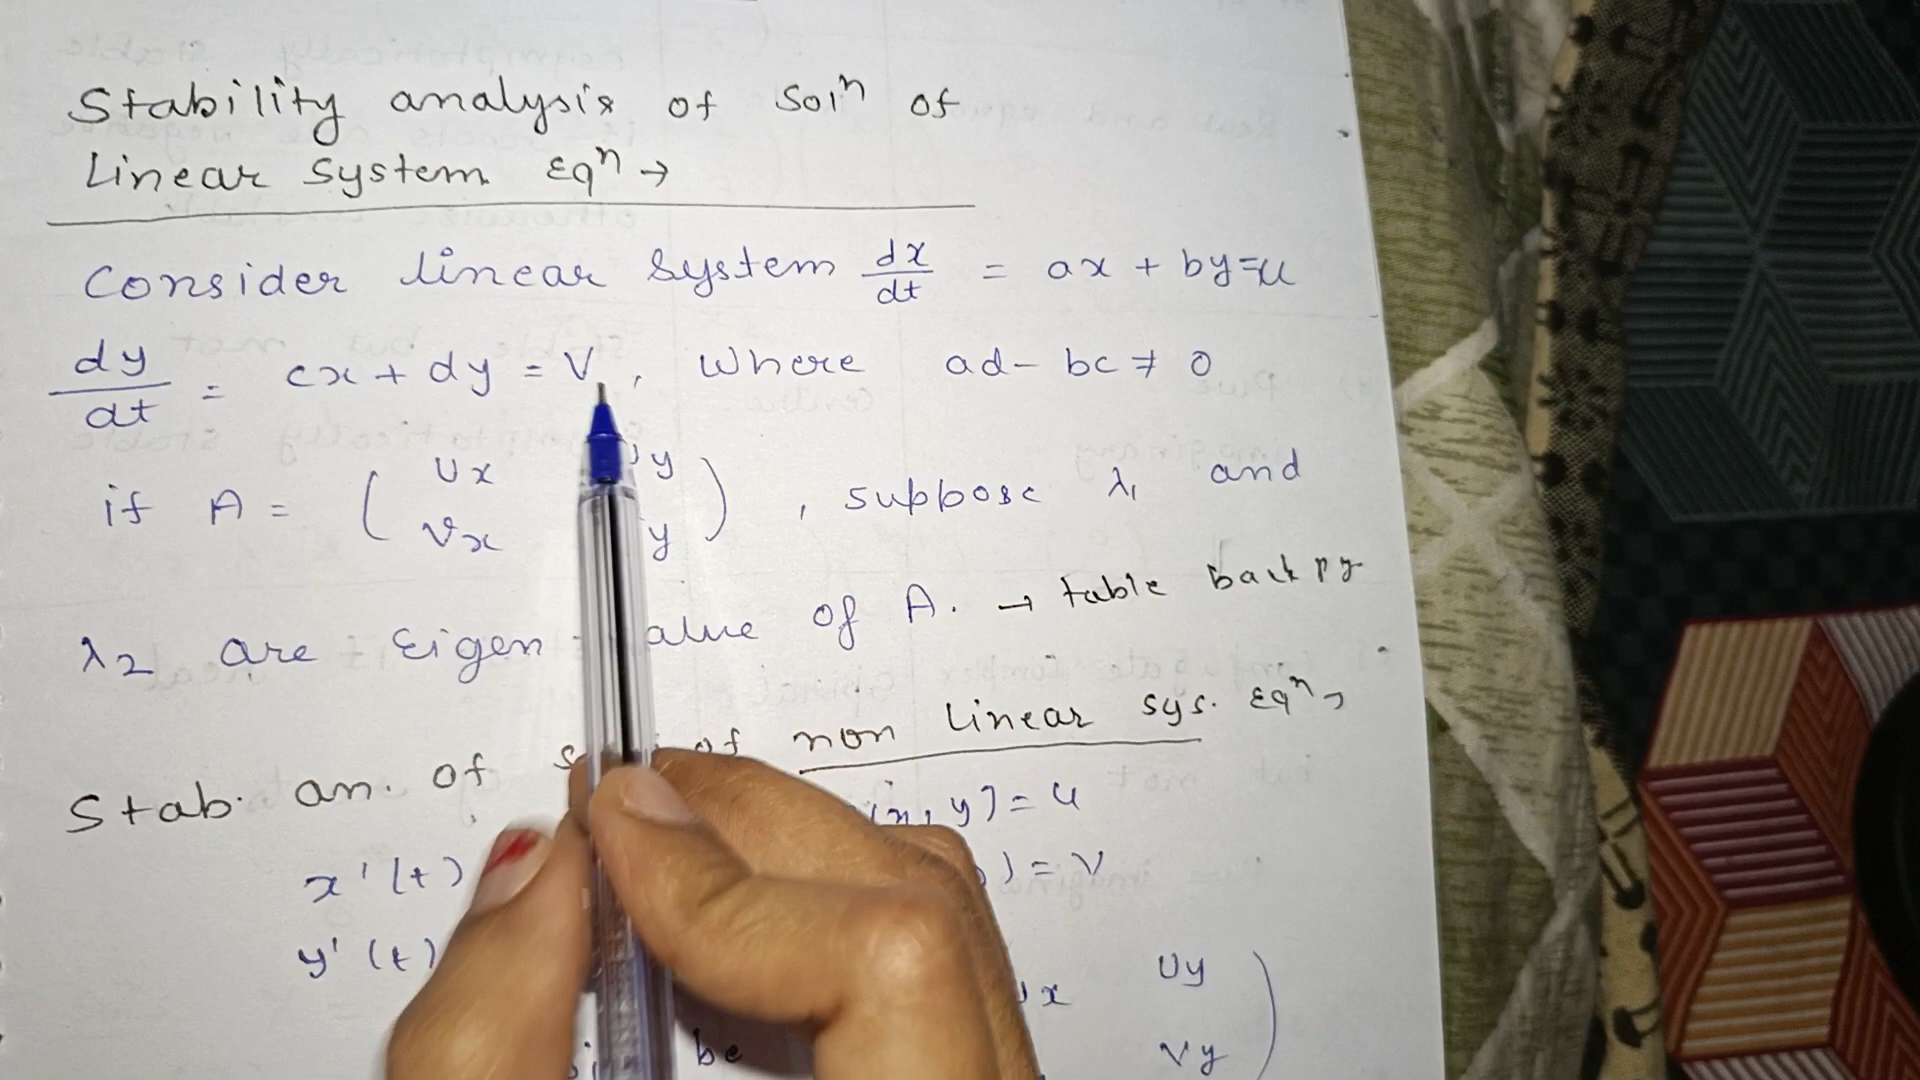 Stability analysis of Solⁿ of
Linear system Eqⁿ →
Consider linear system dx/dt = ax + by = u
dy/dt = cx + dy = V, where ad - bc ≠ 0
if A = ( Ux y
Vx y ) , suppose λ1 and
λ2 are Eigen alue of A. → table back pg
Stab. an. of of non linear sys. Eqⁿ →
x'(t) (x, y) = u
y'(t) ) = V
x Uy
be Vy )